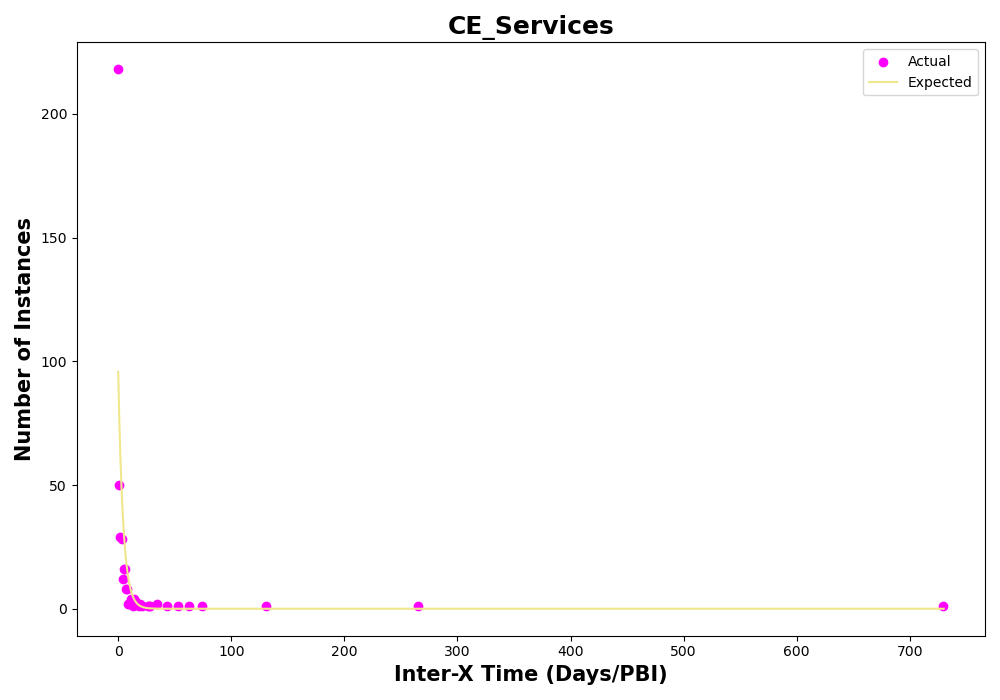 CE_Services
Actual
Expected
200
150
100
50
0
Number of Instances
0 100 200 300 400 500 600 700
Inter-X Time (Days/PBI)